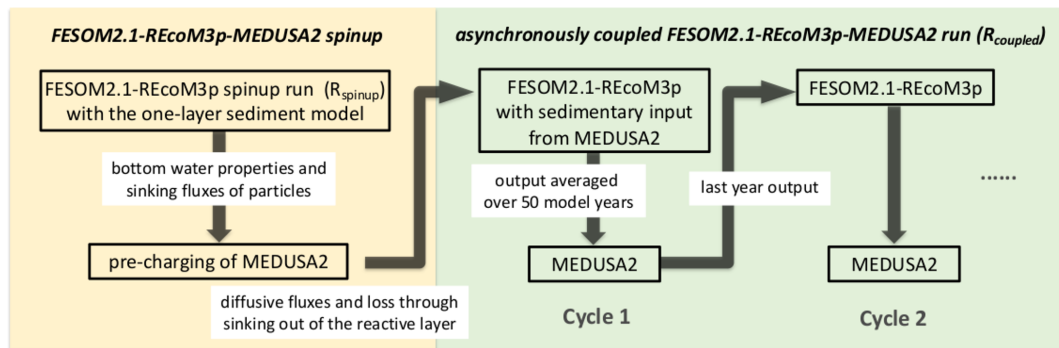 FESOM2.1-REcoM3p-MEDUSA2 spinup
FESOM2.1-REcoM3p spinup run (Rspinup)
with the one-layer sediment model
bottom water properties and
sinking fluxes of particles
pre-charging of MEDUSA2
diffusive fluxes and loss through
sinking out of the reactive layer
asynchronously coupled FESOM2.1-REcoM3p-MEDUSA2 run (Rcoupled)
FESOM2.1-REcoM3p
with sedimentary input
from MEDUSA2
output averaged
over 50 model years
MEDUSA2
Cycle 1
last year output
FESOM2.1-REcoM3p
MEDUSA2
Cycle 2
......